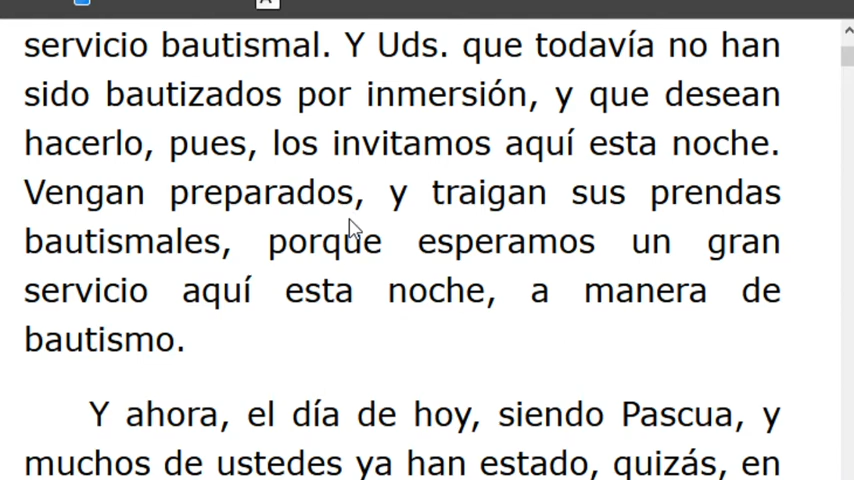 servicio bautismal. Y Uds. que todavía no han
sido bautizados por inmersión, y que desean
hacerlo, pues, los invitamos aquí esta noche.
Vengan preparados, y traigan sus prendas
bautismales, porque esperamos un gran
servicio aquí esta noche, a manera de
bautismo.
Y ahora, el día de hoy, siendo Pascua, y
muchos de ustedes ya han estado, quizás, en